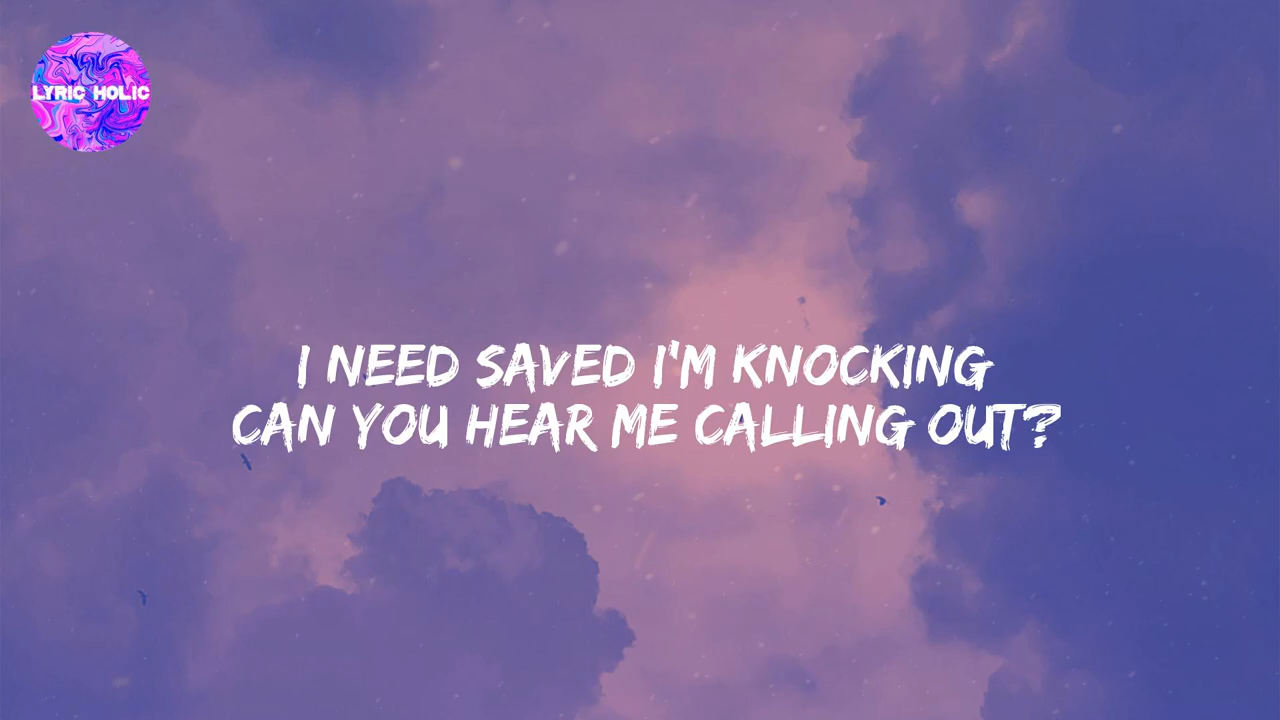 LYRIC HOLIC
I NEED SAVED I'M KNOCKING
CAN YOU HEAR ME CALLING OUT?